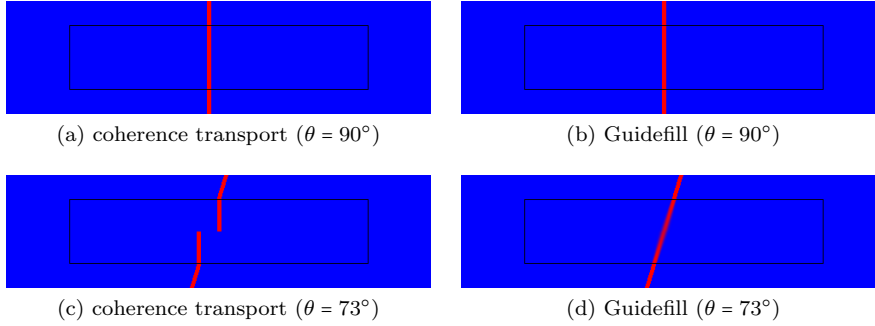 (a) coherence transport (θ = 90°)
(b) Guidefill (θ = 90°)
(c) coherence transport (θ = 73°)
(d) Guidefill (θ = 73°)